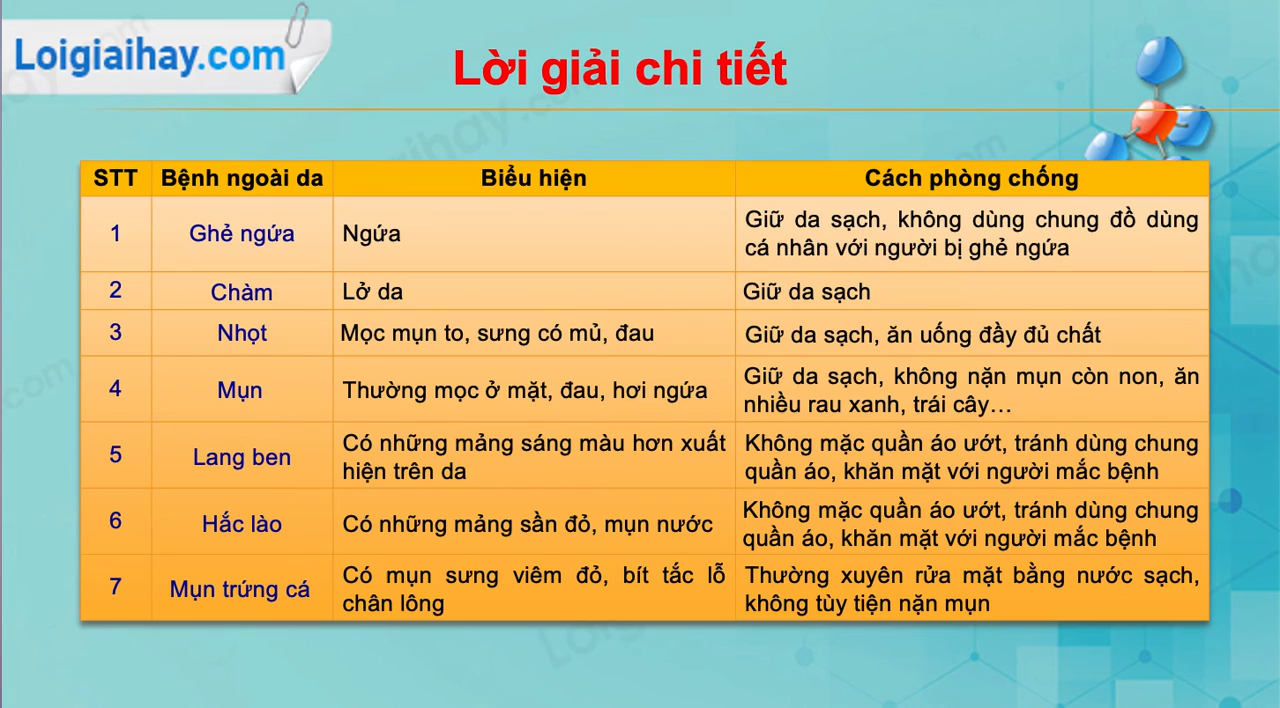 Loigiaihay.com
Lời giải chi tiết
STT Bệnh ngoài da Biểu hiện Cách phòng chống
1 Ghẻ ngứa Ngứa Giữ da sạch, không dùng chung đồ dùng
cá nhân với người bị ghẻ ngứa
2 Chàm Lở da Giữ da sạch
3 Nhọt Mọc mụn to, sưng có mủ, đau Giữ da sạch, ăn uống đầy đủ chất
4 Mụn Thường mọc ở mặt, đau, hơi ngứa Giữ da sạch, không nặn mụn còn non, ăn
nhiều rau xanh, trái cây…
5 Lang ben Có những mảng sáng màu hơn xuất
hiện trên da
Không mặc quần áo ướt, tránh dùng chung
quần áo, khăn mặt với người mắc bệnh
6 Hắc lào Có những mảng sần đỏ, mụn nước Không mặc quần áo ướt, tránh dùng chung
quần áo, khăn mặt với người mắc bệnh
7 Mụn trứng cá Có mụn sưng viêm đỏ, bít tắc lỗ
chân lông
Thường xuyên rửa mặt bằng nước sạch,
không tùy tiện nặn mụn